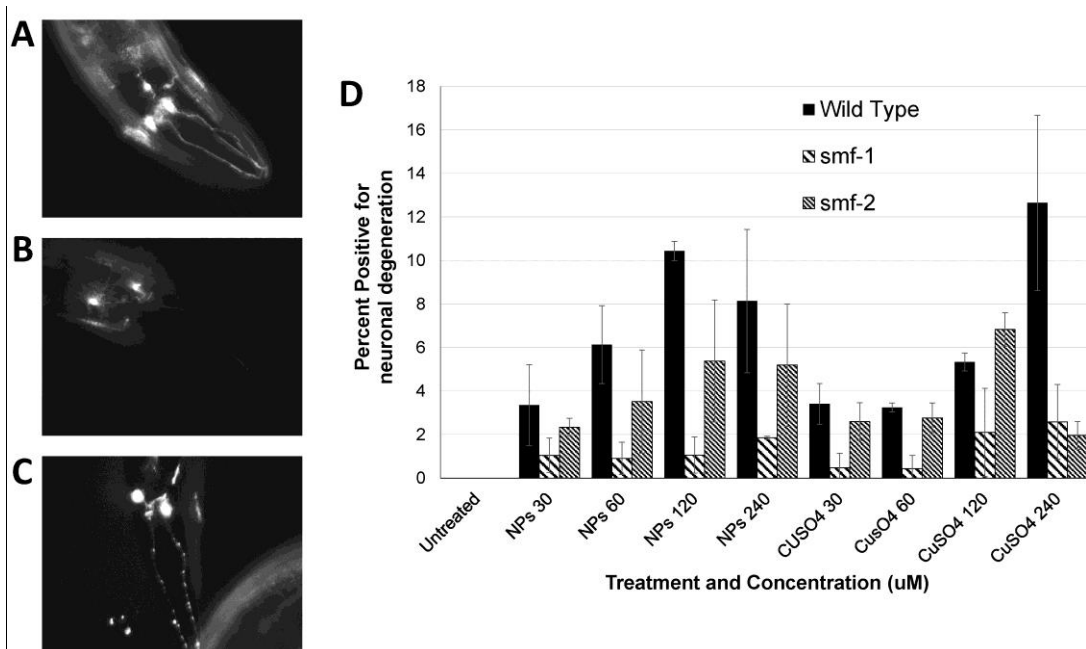 A
B
C
D
Percent Positive for
neuronal degeneration
18
16
14
12
10
8
6
4
2
0
Wild Type
smf-1
smf-2
Untreated
NPs 30
NPs 60
NPs 120
NPs 240
CUSO4 30
CusO4 60
CuSO4 120
CuSO4 240
Treatment and Concentration (uM)